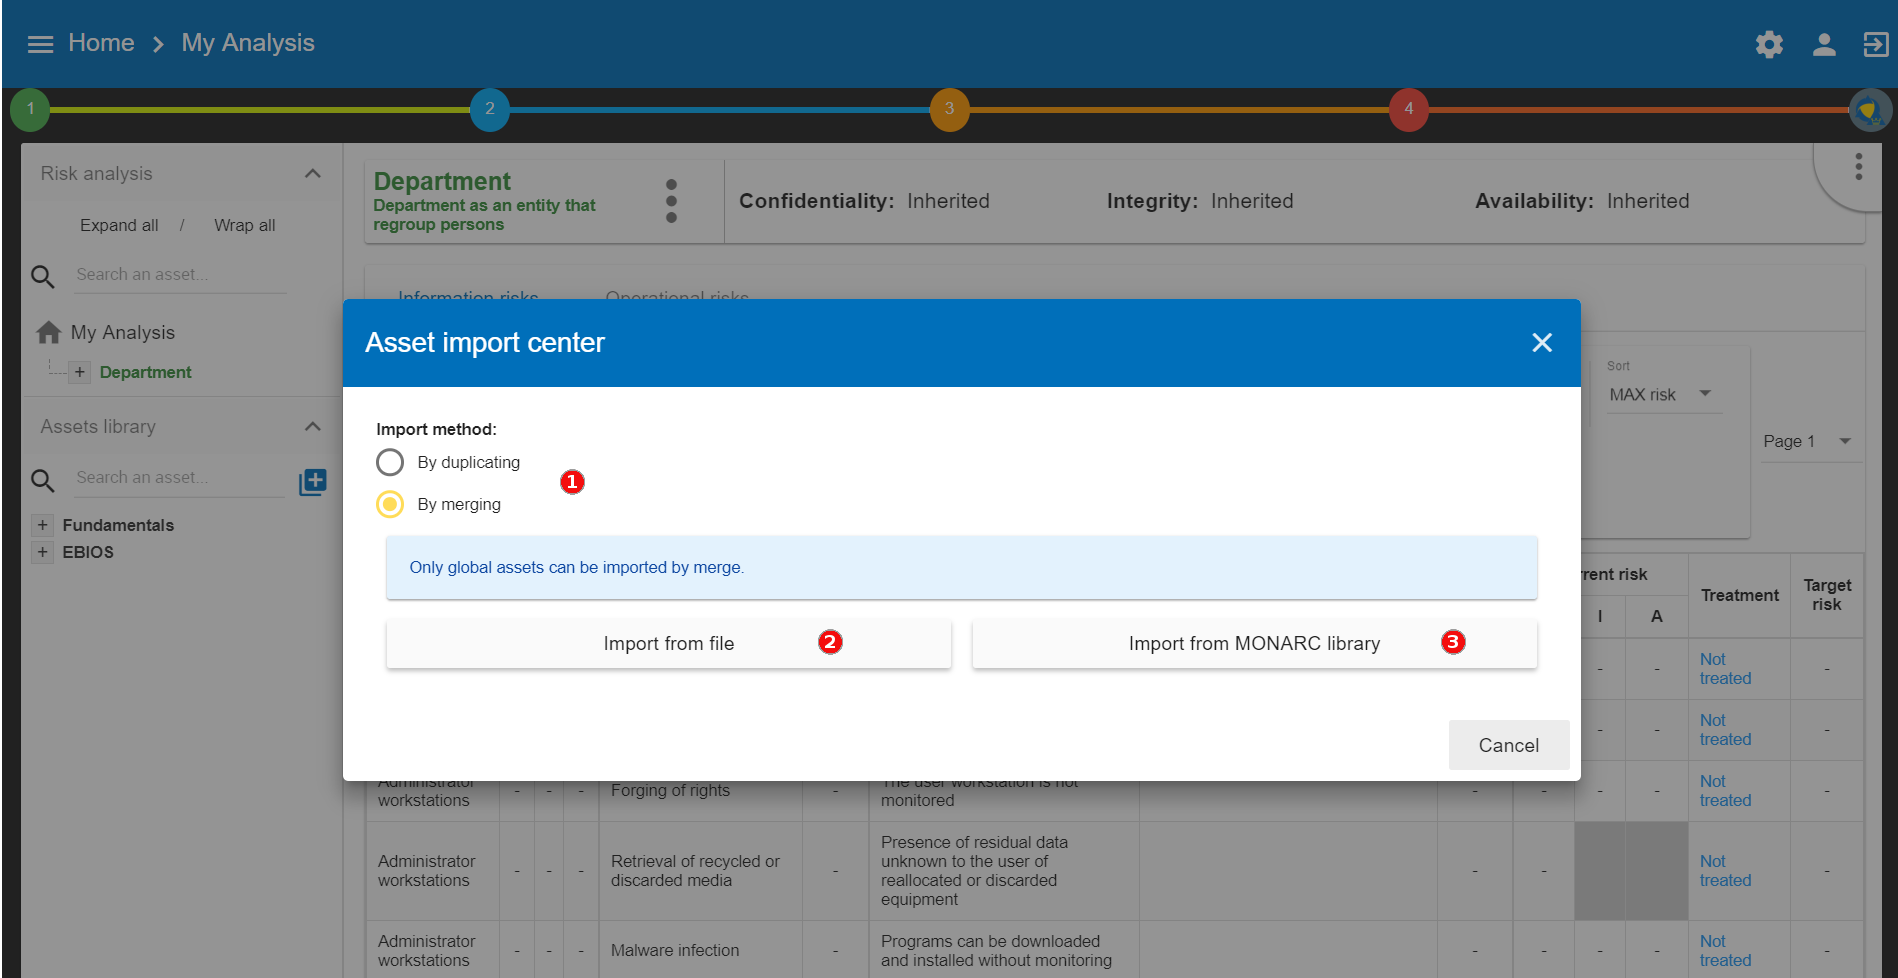 Home > My Analysis
1 2 3 4
Risk analysis
Expand all / Wrap all
Search an asset...
My Analysis
+ Department
Assets library
Search an asset...
+ Fundamentals
+ EBIOS
Department
Department as an entity that
regroup persons
Confidentiality: Inherited
Integrity: Inherited
Availability: Inherited
Information risks Operational risks
Sort
MAX risk
Page 1
Asset import center
Import method:
By duplicating
1
By merging
Only global assets can be imported by merge.
Import from file 2
Import from MONARC library 3
Cancel
risk
Treatment
Target
risk
I A
- - Not
treated -
- - - Not
treated -
Administrator
workstations - - - Forging of rights - The user workstation is not
monitored - - - - Not
treated -
Administrator
workstations - - - Retrieval of recycled or
discarded media - Presence of residual data
unknown to the user of
reallocated or discarded
equipment - - Not
treated -
Administrator
workstations - - - Malware infection - Programs can be downloaded
and installed without monitoring - - - - Not
treated -